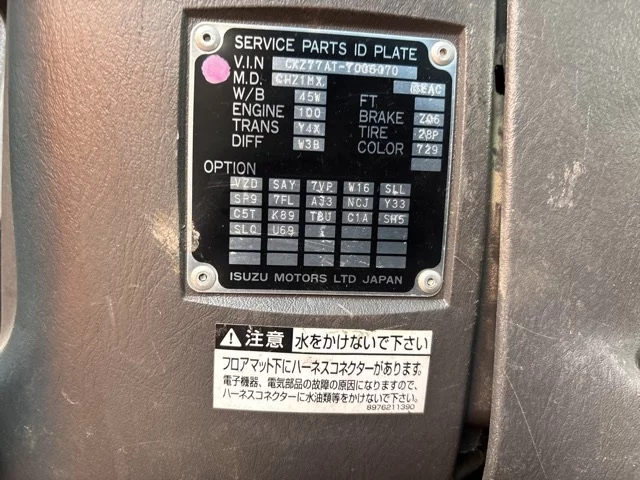 SERVICE PARTS ID PLATE
V.I.N CXZ77AT-7006070
M.D. CHZ1MX GEAC
W/B 45W FT
ENGINE 100 BRAKE Z06
TRANS Y4X TIRE 28P
DIFF W3B COLOR 729
OPTION
VZD SAY 7VP W16 SLL
SP9 7FL A33 NCJ Y33
C5T K89 TBU C1A SH5
SLQ U69
ISUZU MOTORS LTD JAPAN
注意 水をかけないで下さい
フロアマット下にハーネスコネクターがあります。
電子機器、電気部品の故障の原因になりますので、
ハーネスコネクターに水油類等をかけないで下さい。
8976211390